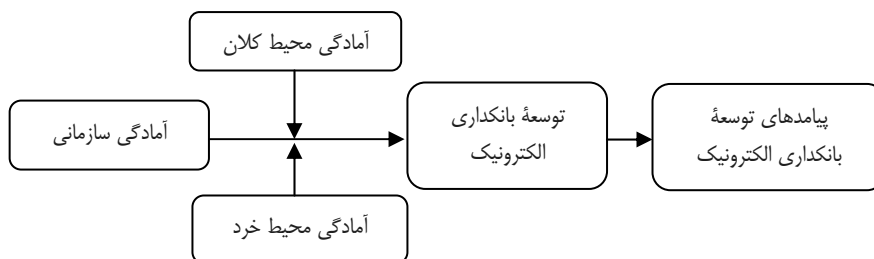 آمادگی محیط کلان
آمادگی سازمانی
توسعهٔ بانکداری
الکترونیک
پیامدهای توسعهٔ
بانکداری الکترونیک
آمادگی محیط خرد